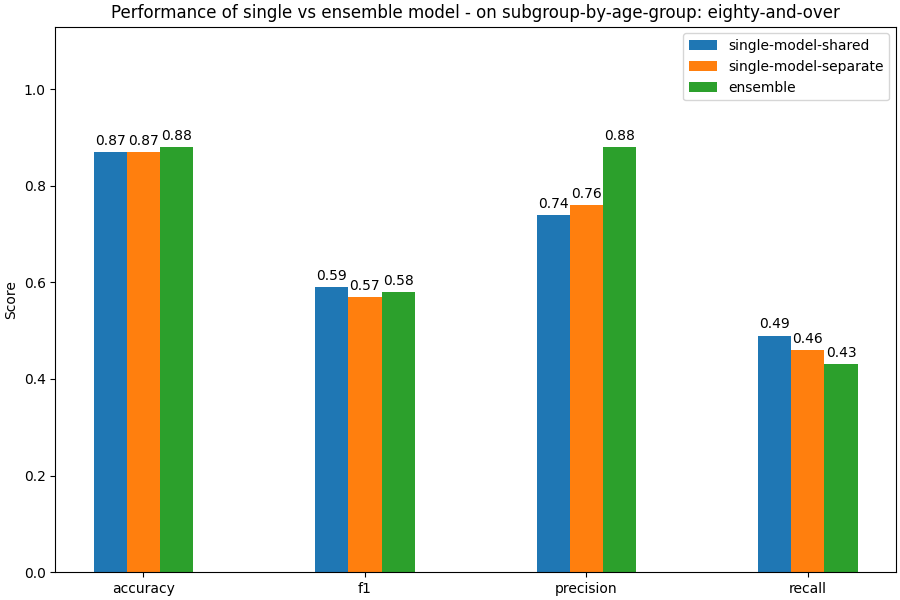 Performance of single vs ensemble model - on subgroup-by-age-group: eighty-and-over
single-model-shared
single-model-separate
ensemble
Score
1.0
0.8
0.6
0.4
0.2
0.0
0.87 0.87 0.88
0.59 0.57 0.58
0.74 0.76 0.88
0.49 0.46 0.43
accuracy f1 precision recall